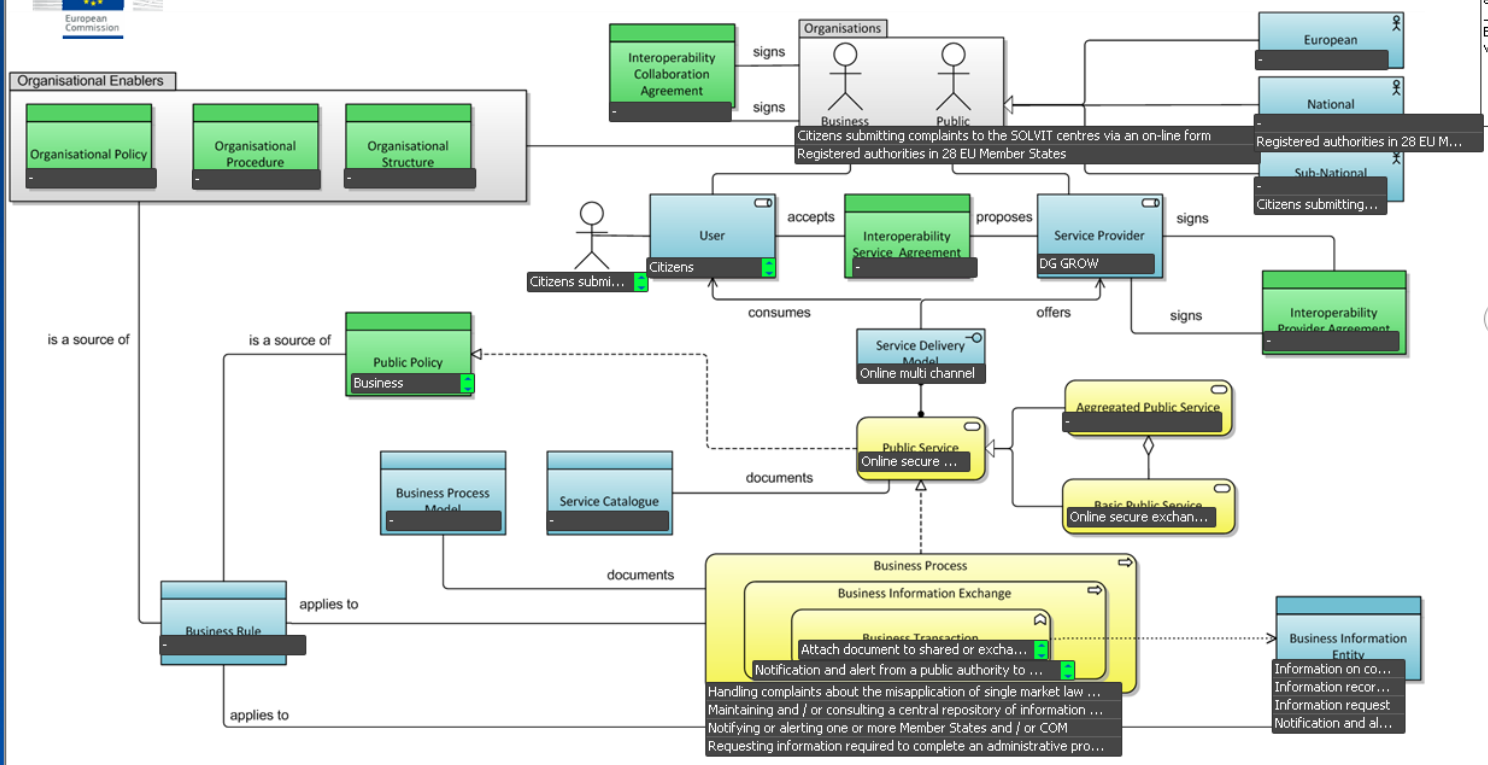 European
Commission
Organisational Enablers
Organisational Policy
-
Organisational
Procedure
-
Organisational
Structure
-
Interoperability
Collaboration
Agreement
-
signs
signs
Organisations
Business
Public
Citizens submitting complaints to the SOLVIT centres via an on-line form
Registered authorities in 28 EU Member States
European
-
National
-
Registered authorities in 28 EU M...
Sub-National
-
Citizens submitting...
Citizens submi...
User
Citizens
accepts
Interoperability
Service Agreement
-
proposes
Service Provider
DG GROW
signs
signs
Interoperability
Provider Agreement
-
consumes
offers
is a source of
is a source of
Public Policy
Business
Service Delivery
Model
Online multi channel
Public Service
Online secure ...
Aggregated Public Service
-
Basic Public Service
Online secure exchan...
Business Process
Model
-
Service Catalogue
-
documents
documents
Business Rule
-
applies to
applies to
Business Process
Business Information Exchange
Business Transaction
Attach document to shared or excha...
Notification and alert from a public authority to ...
Handling complaints about the misapplication of single market law ...
Maintaining and / or consulting a central repository of information ...
Notifying or alerting one or more Member States and / or COM
Requesting information required to complete an administrative pro...
Business Information
Entity
Information on co...
Information recor...
Information request
Notification and al...